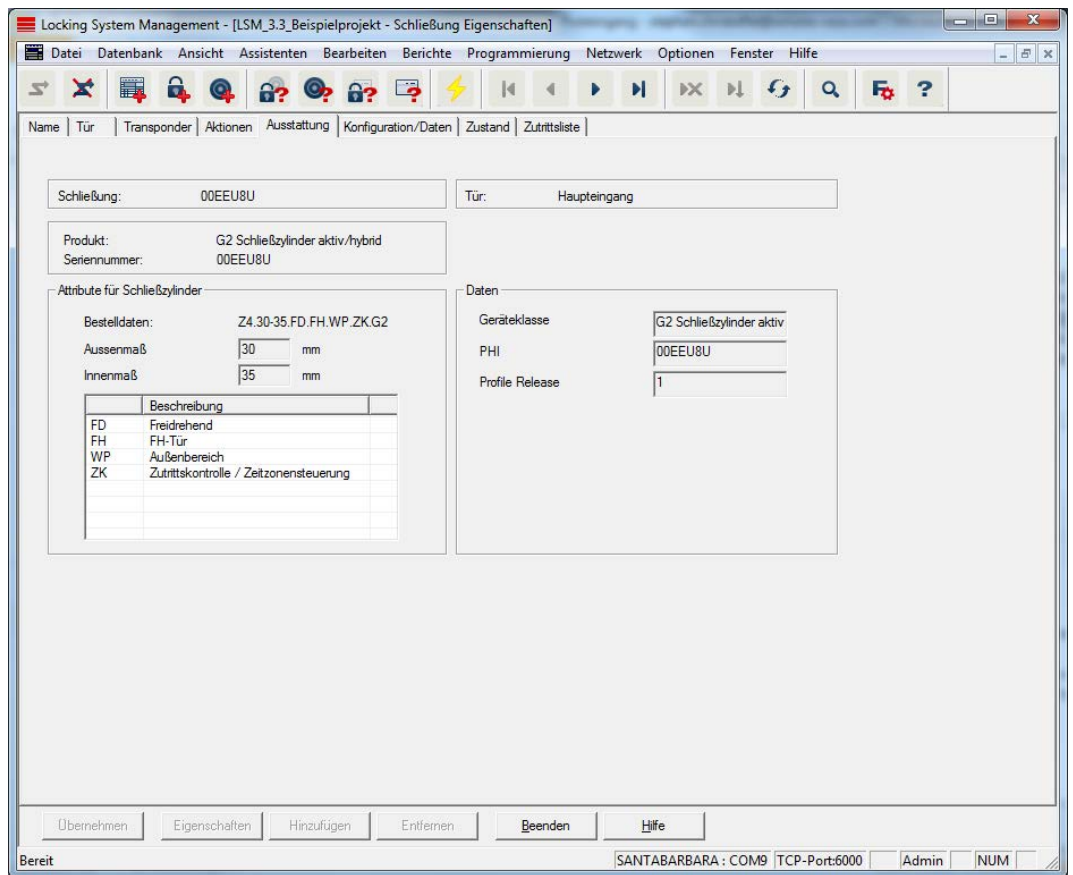 Locking System Management - [LSM_3.3_Beispielprojekt - Schließung Eigenschaften]
Datei Datenbank Ansicht Assistenten Bearbeiten Berichte Programmierung Netzwerk Optionen Fenster Hilfe
Name Tür Transponder Aktionen Ausstattung Konfiguration/Daten Zustand Zutrittsliste
Schließung: 00EEU8U Tür: Haupteingang
Produkt: G2 Schließzylinder aktiv/hybrid
Seriennummer: 00EEU8U
Attribute für Schließzylinder
Bestelldaten: Z4.30-35.FD.FH.WP.ZK.G2
Aussenmaß 30 mm
Innenmaß 35 mm
Beschreibung
FD Freidrehend
FH FH-Tür
WP Außenbereich
ZK Zutrittskontrolle / Zeitzonensteuerung
Daten
Geräteklasse G2 Schließzylinder aktiv
PHI 00EEU8U
Profile Release 1
Übernehmen Eigenschaften Hinzufügen Entfernen Beenden Hilfe
Bereit SANTABARBARA : COM9 TCP-Port:6000 Admin NUM